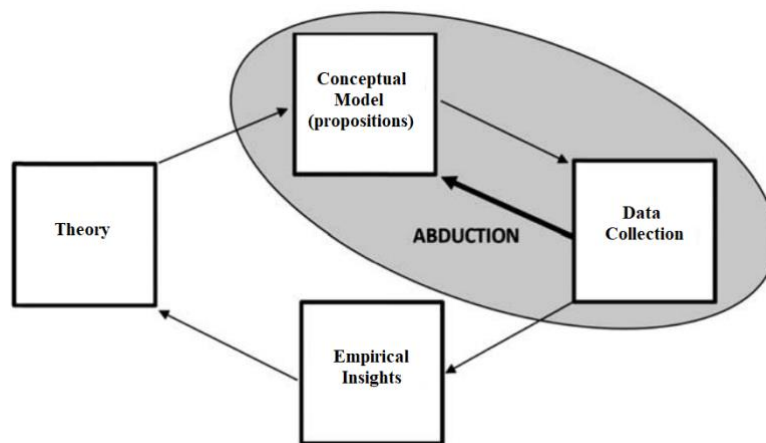 Conceptual
Model
(propositions)
Theory
ABDUCTION
Data
Collection
Empirical
Insights